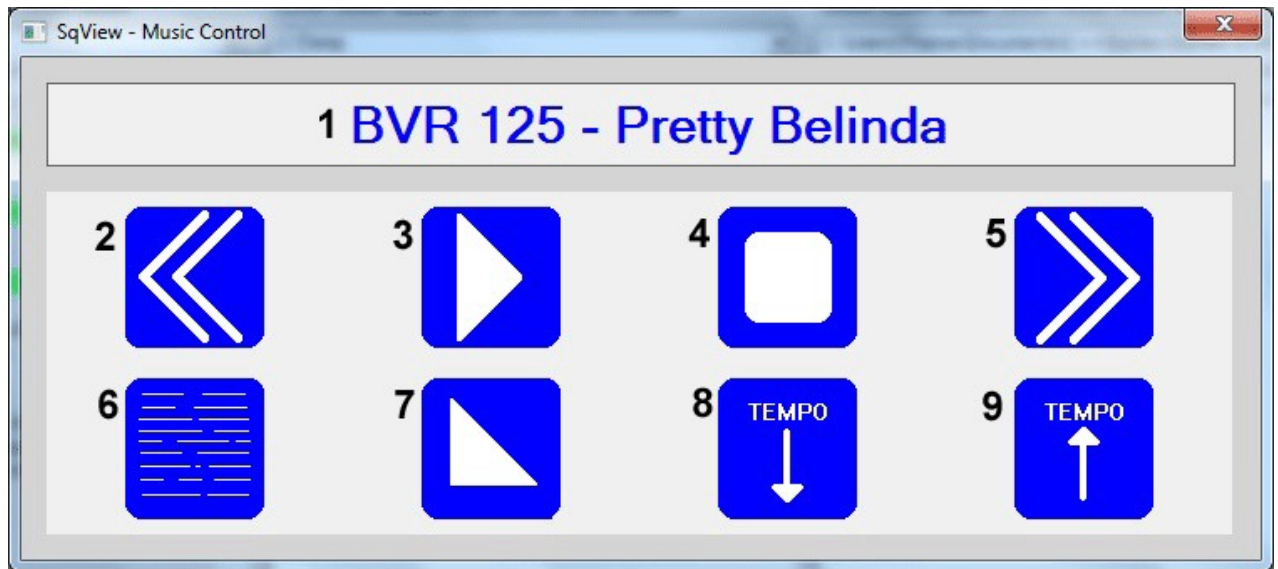 SqView - Music Control
1 BVR 125 - Pretty Belinda
2 3 4 5
6 7 8 TEMPO 9 TEMPO